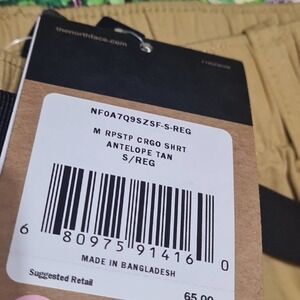 thenorthface.com
NF0A7Q9SZSF-S-REG
M RPSTP CRGO SHRT
ANTELOPE TAN
S/REG
6 80975 91416 0
MADE IN BANGLADESH
Suggested Retail
65.00